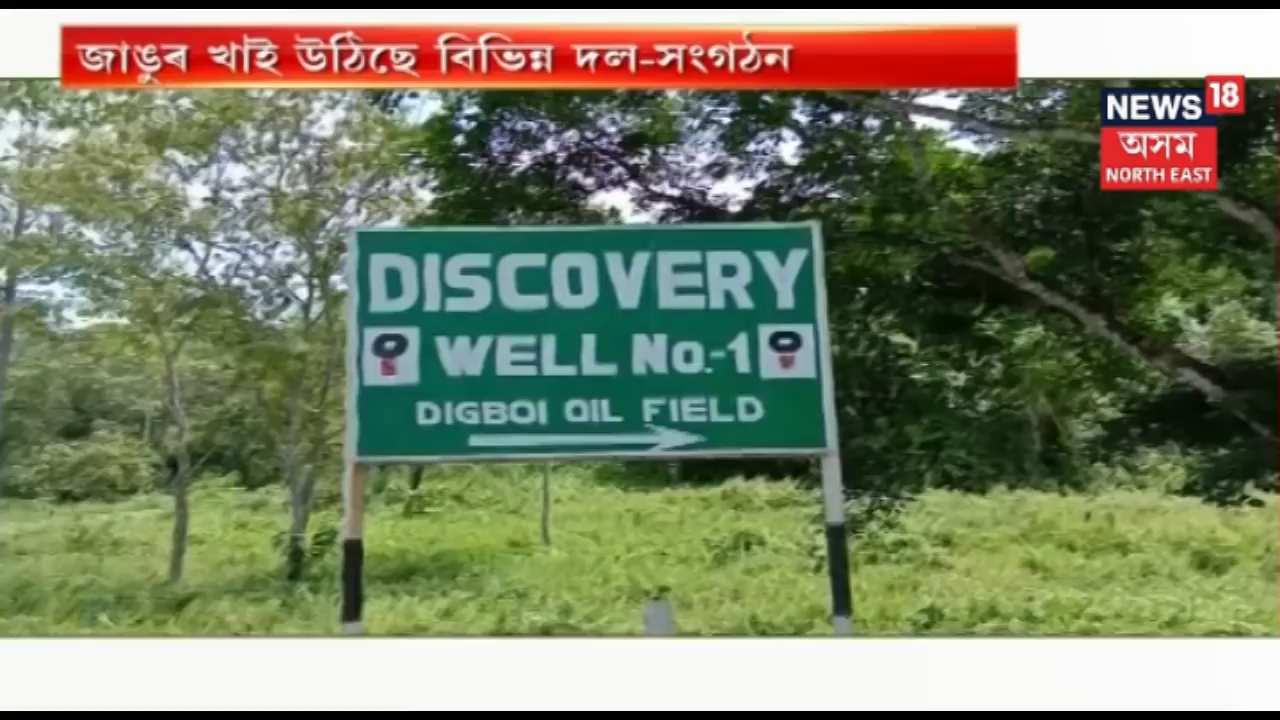 জাঙুৰ খাই উঠিছে বিভিন্ন দল-সংগঠন
NEWS 18
অসম
NORTH EAST
DISCOVERY
WELL No.-1
DIGBOI OIL FIELD